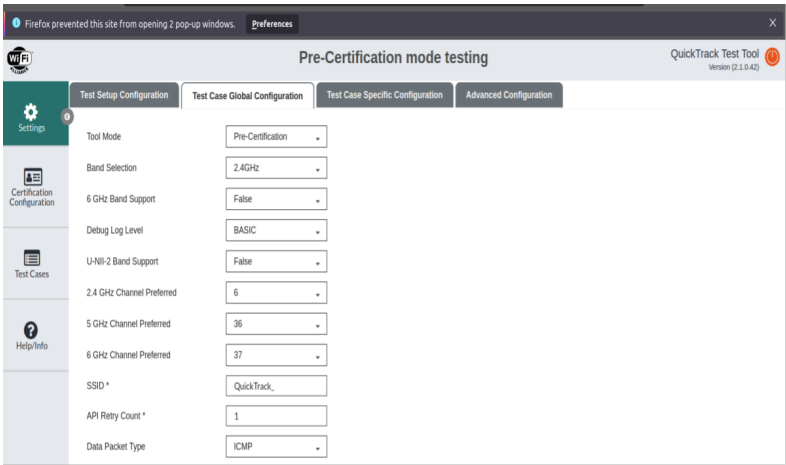 Firefox prevented this site from opening 2 pop-up windows. Preferences X
Wi Fi Pre-Certification mode testing QuickTrack Test Tool
Version (2.1.0.42)
Test Setup Configuration Test Case Global Configuration Test Case Specific Configuration Advanced Configuration
Settings
Certification
Configuration
Test Cases
Help/Info
Tool Mode Pre-Certification
Band Selection 2.4GHz
6 GHz Band Support False
Debug Log Level BASIC
U-NII-2 Band Support False
2.4 GHz Channel Preferred 6
5 GHz Channel Preferred 36
6 GHz Channel Preferred 37
SSID * QuickTrack_
API Retry Count * 1
Data Packet Type ICMP